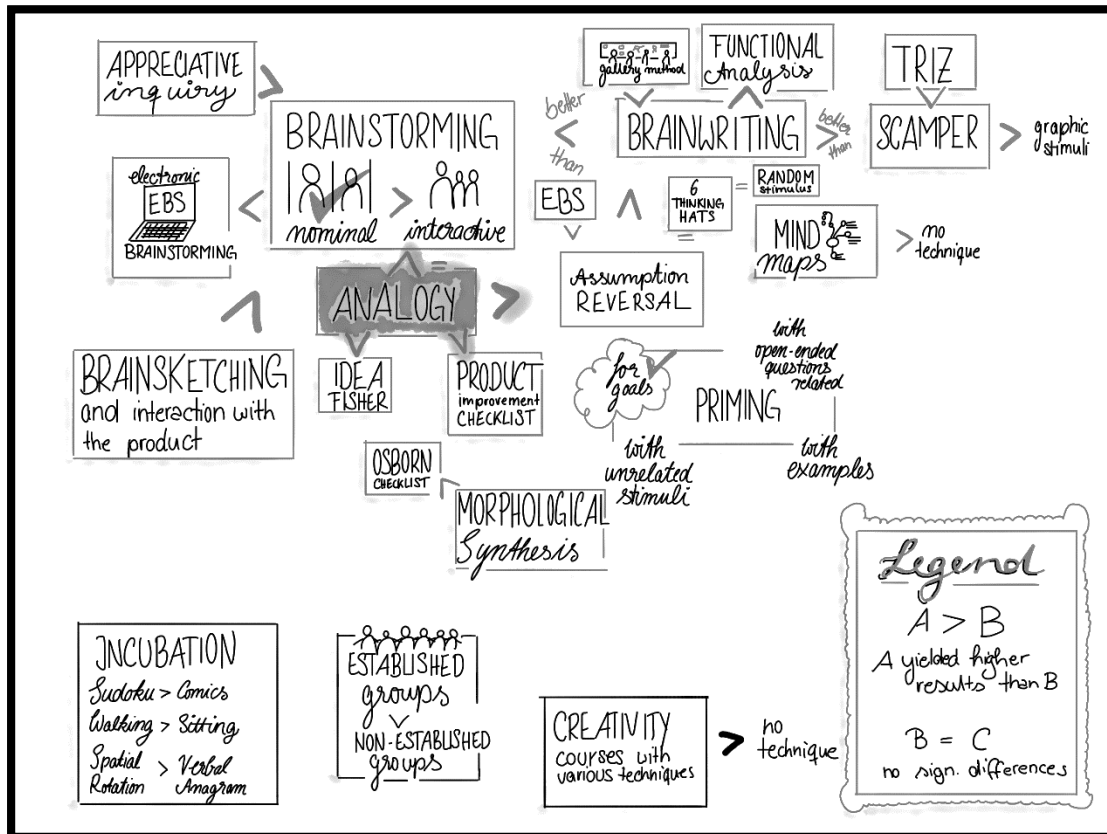 APPRECIATIVE
inquiry
>
BRAINSTORMING
nominal > interactive
electronic
EBS
BRAINSTORMING
<
gallery method
FUNCTIONAL
Analysis
better
<
than
BRAINWRITING
better
>
than
TRIZ
SCAMPER
>
graphic
stimuli
EBS
6
THINKING
HATS
=
RANDOM
stimulus
=
MIND
maps
>
no
technique
Assumption
REVERSAL
=
ANALOGY
>
IDEA
FISHER
PRODUCT
improvement
CHECKLIST
BRAINSKETCHING
and interaction with
the product
for
goals
PRIMING
with
open-ended
questions
related
with
unrelated
stimuli
with
examples
OSBORN
CHECKLIST
MORPHOLOGICAL
Synthesis
INCUBATION
Sudoku > Comics
Walking > Sitting
Spatial
Rotation
>
Verbal
Anagram
ESTABLISHED
groups
NON-ESTABLISHED
groups
CREATIVITY
courses with
various techniques
>
no
technique
Legend
A > B
A yielded higher
results than B
B = C
no sign. differences